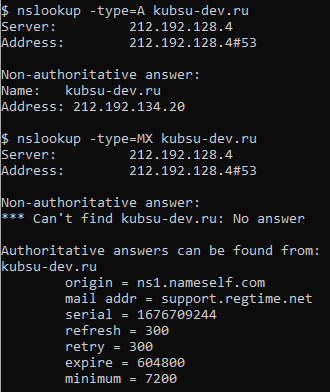 $ nslookup -type=A kubsu-dev.ru
Server:         212.192.128.4
Address:        212.192.128.4#53

Non-authoritative answer:
Name:   kubsu-dev.ru
Address: 212.192.134.20

$ nslookup -type=MX kubsu-dev.ru
Server:         212.192.128.4
Address:        212.192.128.4#53

Non-authoritative answer:
*** Can't find kubsu-dev.ru: No answer

Authoritative answers can be found from:
kubsu-dev.ru
        origin = ns1.nameself.com
        mail addr = support.regtime.net
        serial = 1676709244
        refresh = 300
        retry = 300
        expire = 604800
        minimum = 7200